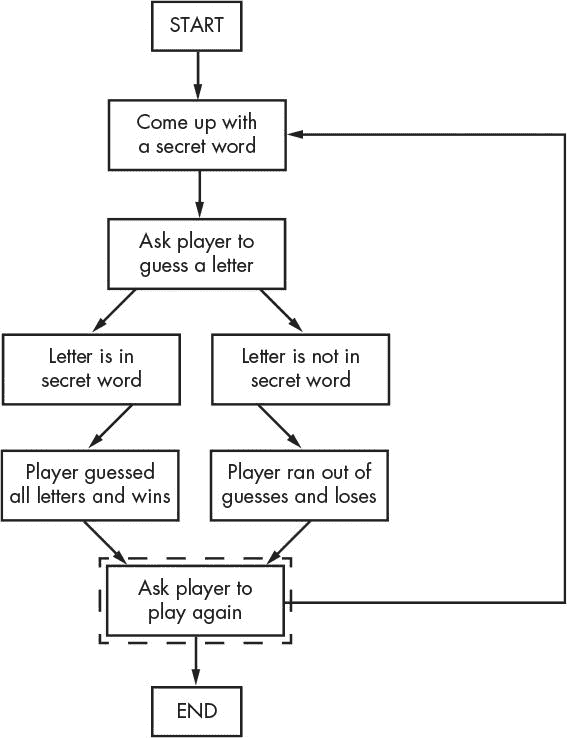 START
Come up with
a secret word
Ask player to
guess a letter
Letter is in
secret word
Letter is not in
secret word
Player guessed
all letters and wins
Player ran out of
guesses and loses
Ask player to
play again
END